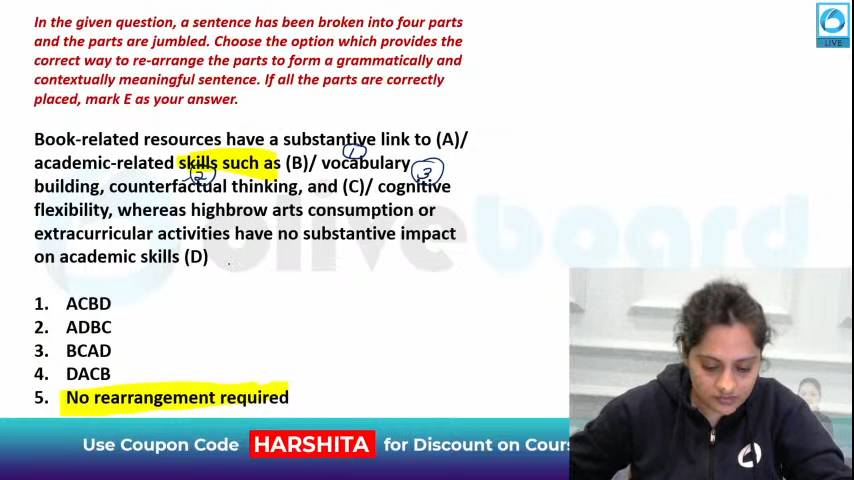 In the given question, a sentence has been broken into four parts
and the parts are jumbled. Choose the option which provides the
correct way to re-arrange the parts to form a grammatically and
contextually meaningful sentence. If all the parts are correctly
placed, mark E as your answer.
LIVE
Book-related resources have a substantive link to (A)/
academic-related skills such as (B)/ vocabulary
1
building, counterfactual thinking, and (C)/ cognitive
2
3
flexibility, whereas highbrow arts consumption or
extracurricular activities have no substantive impact
on academic skills (D)
oliveboard
1. ACBD
2. ADBC
3. BCAD
4. DACB
5. No rearrangement required
Use Coupon Code HARSHITA for Discount on Cours